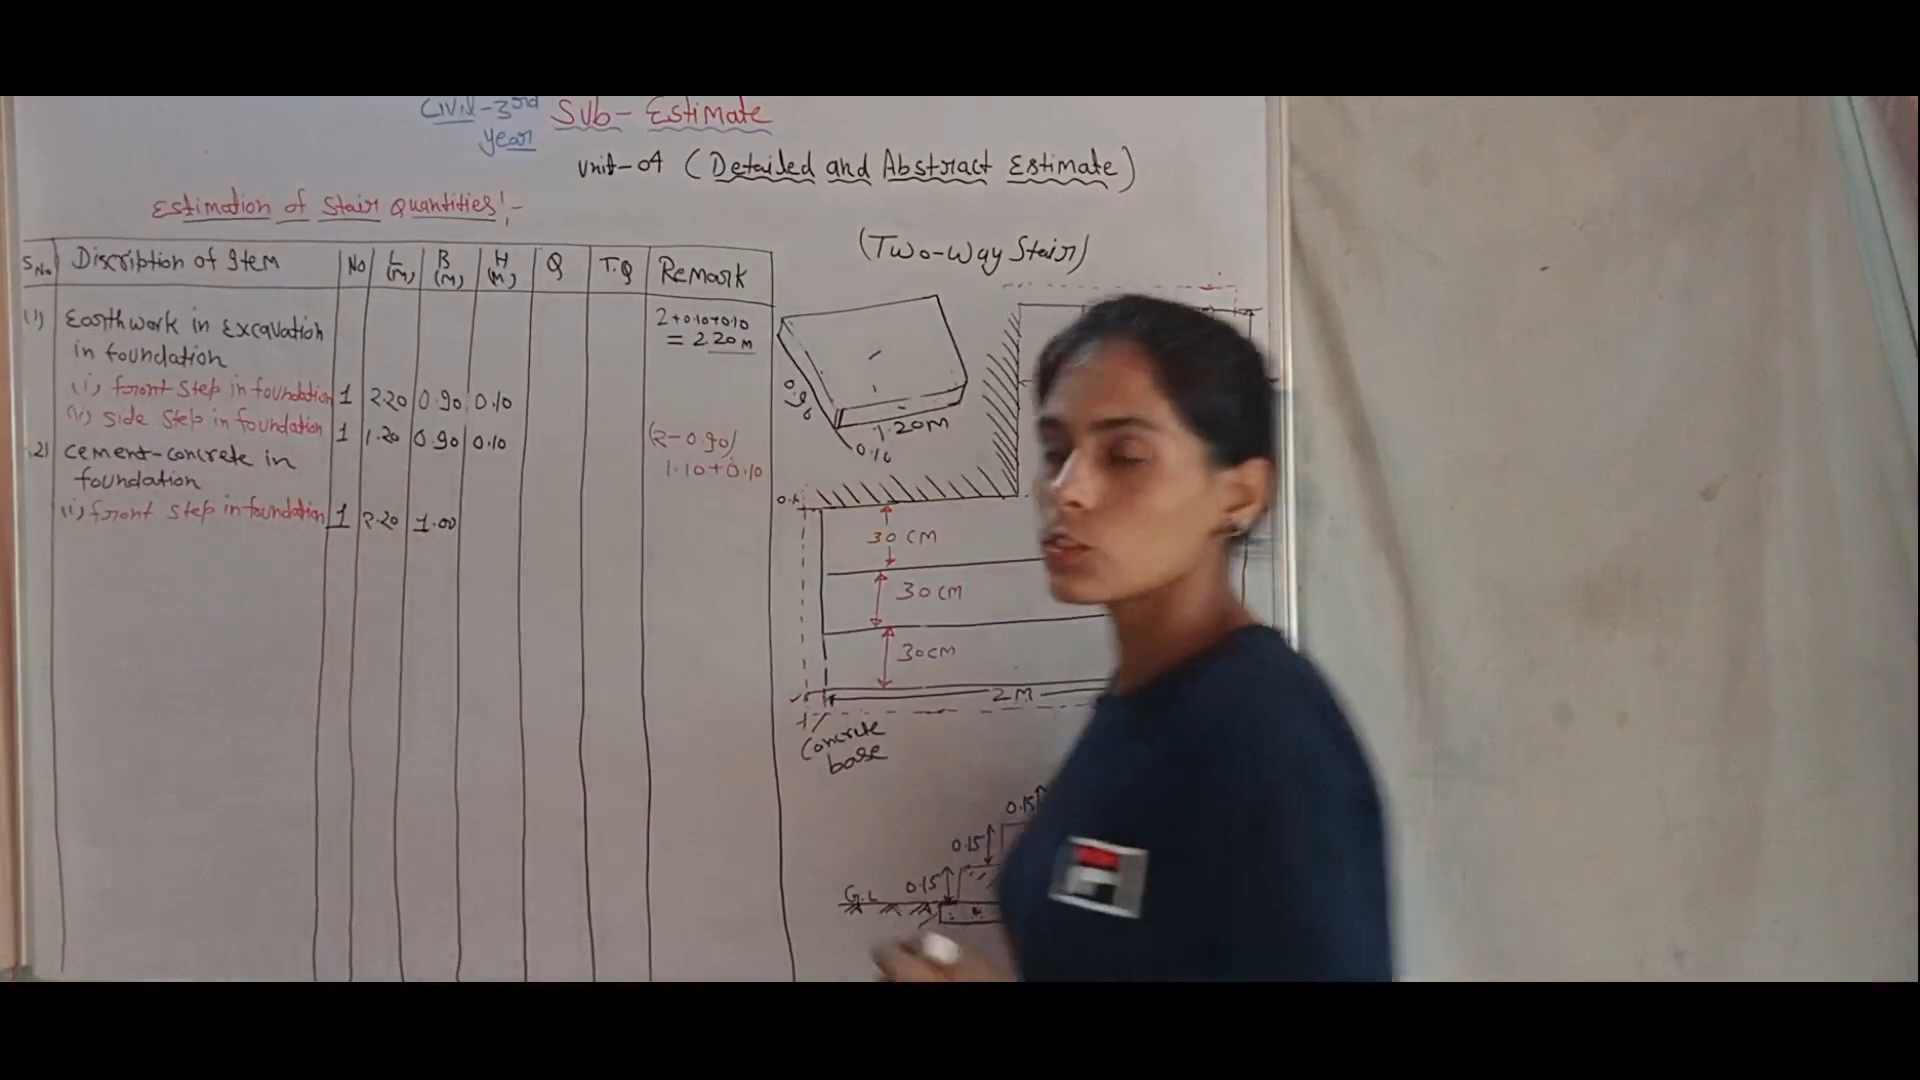 Civil-3rd Sub- Estimate
Year
Unit-04 (Detailed and Abstract Estimate)
Estimation of Stair Quantities!-
S.No Discription of Item No L (M) B (M) H (M) Q T.Q Remark
(1) Earthwork in Excavation 2+0.10+0.10
in foundation = 2.20 M
(i) front Step in foundation 1 2.20 0.90 0.10
(ii) side Step in foundation 1 1.20 0.90 0.10 (2-0.90)
1.10+0.10
2) cement-concrete in
foundation
(i) front Step in foundation 1 2.20 1.00
(Two-Way Stair)
0.90
1.20M
0.10
30 CM
30 CM
30CM
2M
Concrete
base
0.15
0.15
0.15
G.L